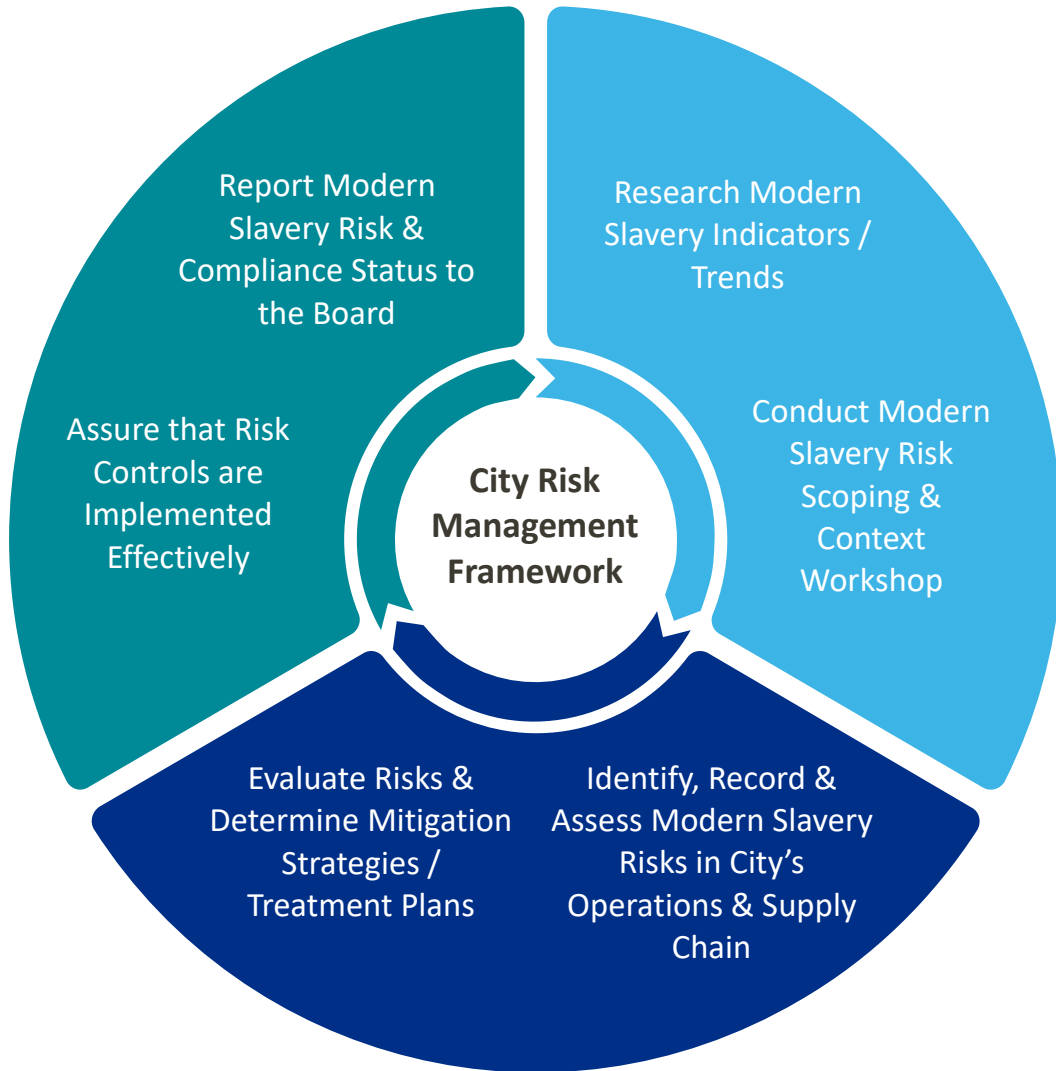 Report Modern
Slavery Risk &
Compliance Status to
the Board
Research Modern
Slavery Indicators /
Trends
Assure that Risk
Controls are
Implemented
Effectively
City Risk
Management
Framework
Conduct Modern
Slavery Risk
Scoping &
Context
Workshop
Evaluate Risks &
Determine Mitigation
Strategies /
Treatment Plans
Identify, Record &
Assess Modern Slavery
Risks in City’s
Operations & Supply
Chain